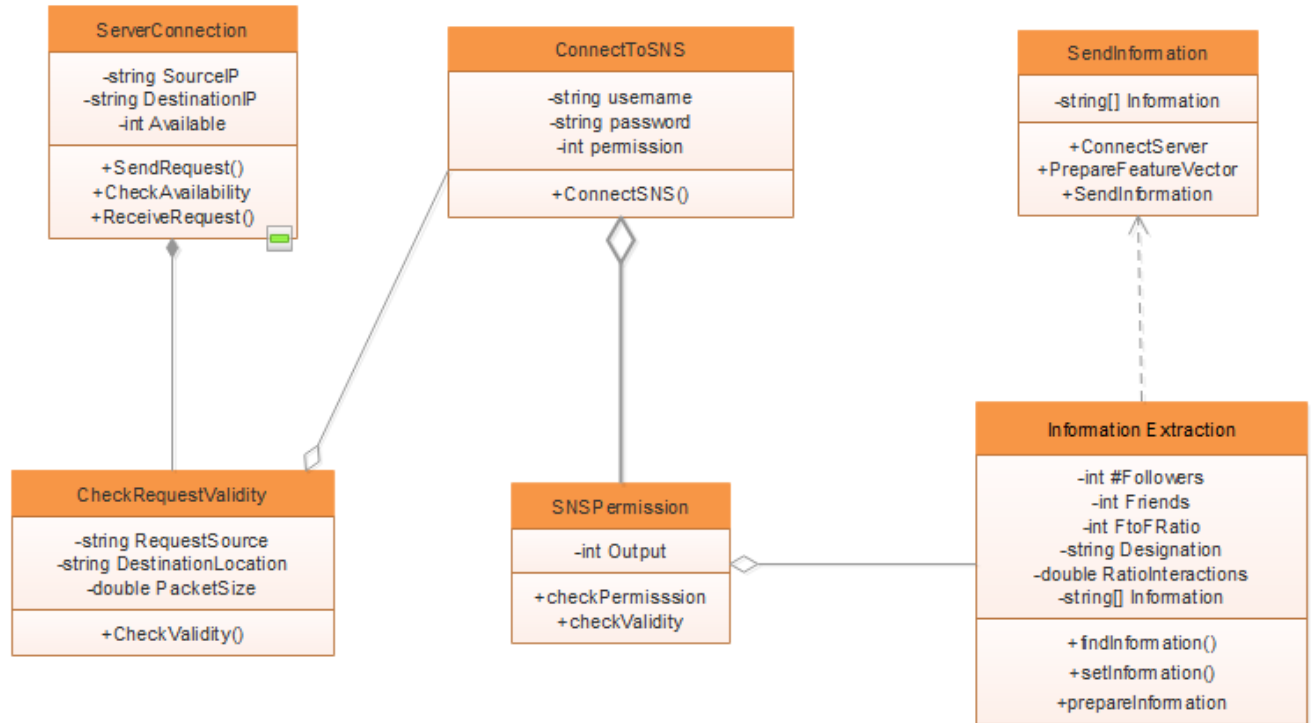 ServerConnection
-string SourceIP
-string DestinationIP
-int Available
+SendRequest()
+CheckAvailability
+ReceiveRequest()
ConnectToSNS
-string username
-string password
-int permission
+ConnectSNS()
SendInformation
-string[] Information
+ConnectServer
+PrepareFeatureVector
+SendInformation
CheckRequestValidity
-string RequestSource
-string DestinationLocation
-double PacketSize
+CheckValidity()
SNSPermission
-int Output
+checkPermisssion
+checkValidity
Information Extraction
-int #Followers
-int Friends
-int FtoFRatio
-string Designation
-double RatioInteractions
-string[] Information
+findInformation()
+setInformation()
+prepareInformation